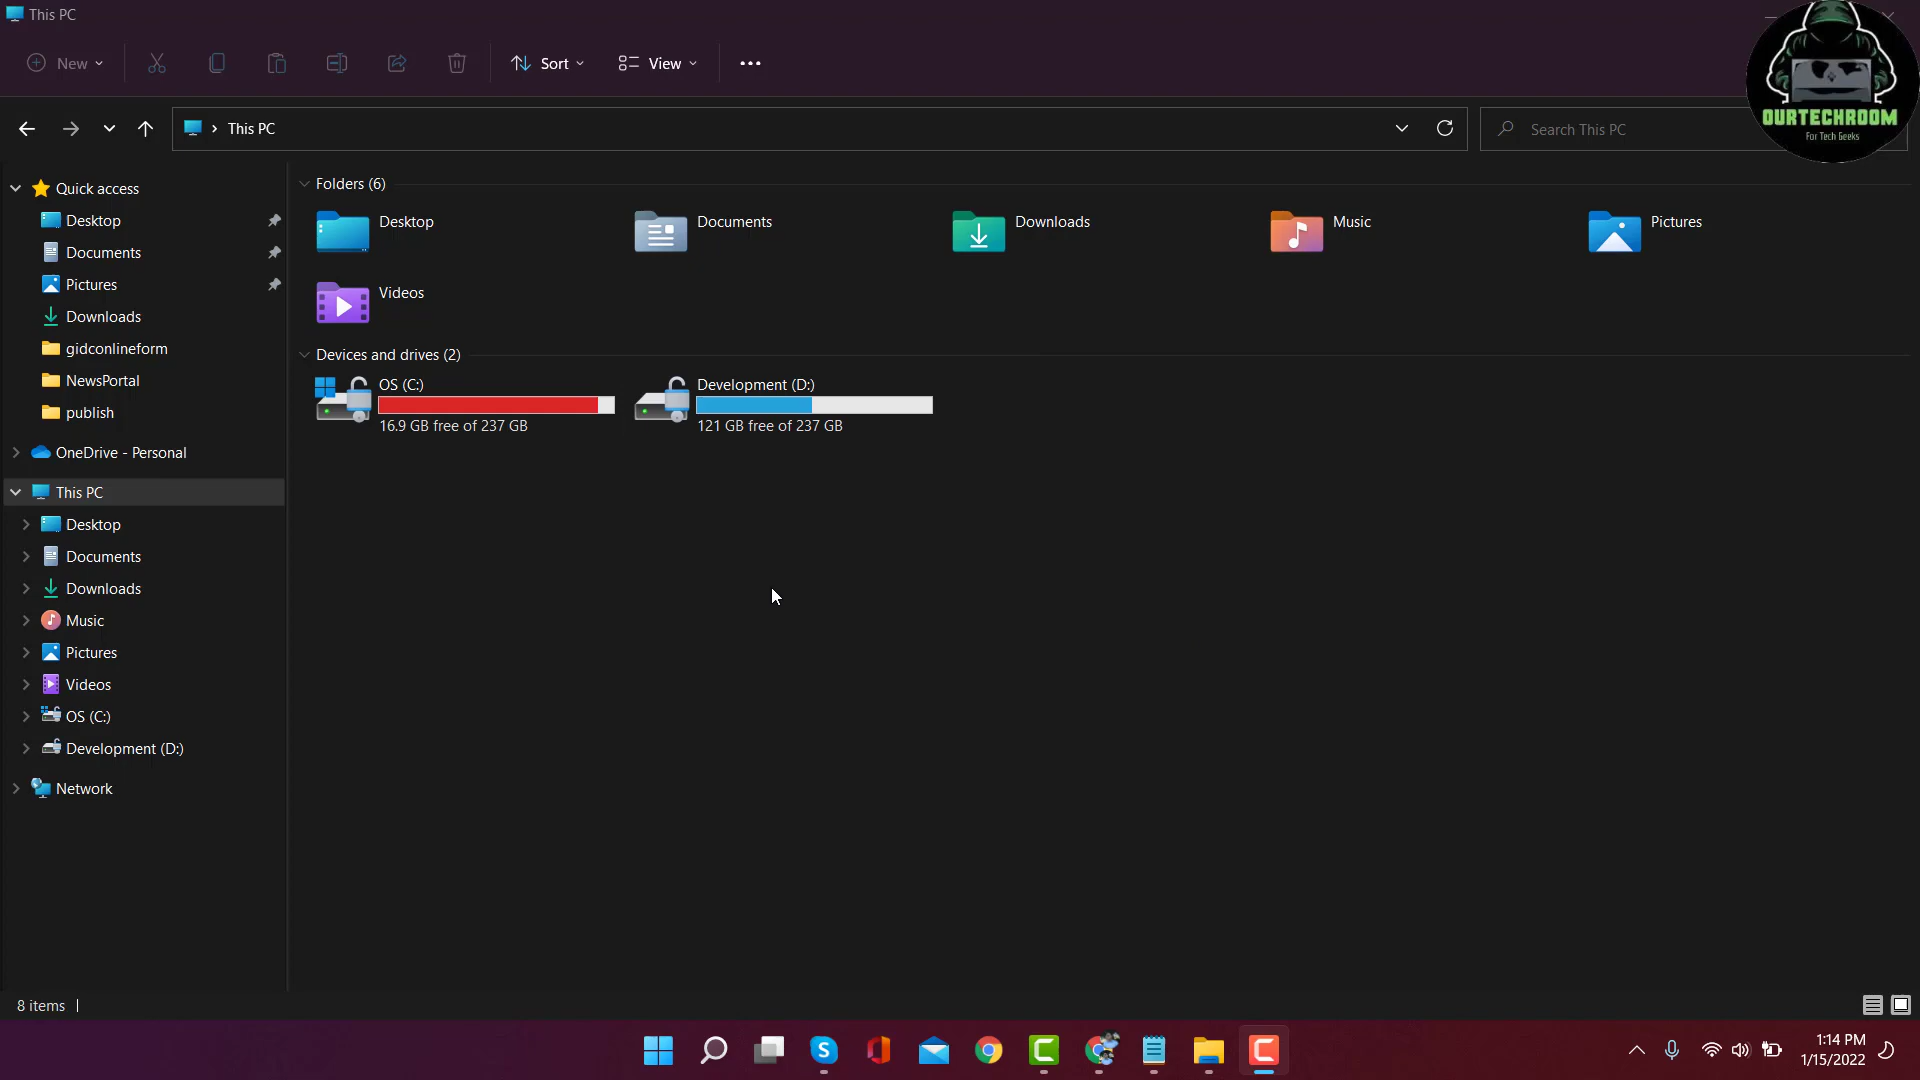 This PC
New
Sort
View
This PC
Search This PC
OURTECHROOM
For Tech Geeks
Quick access
Desktop
Documents
Pictures
Downloads
gidconlineform
NewsPortal
publish
OneDrive - Personal
This PC
Desktop
Documents
Downloads
Music
Pictures
Videos
OS (C:)
Development (D:)
Network
Folders (6)
Desktop
Documents
Downloads
Music
Pictures
Videos
Devices and drives (2)
OS (C:)
16.9 GB free of 237 GB
Development (D:)
121 GB free of 237 GB
8 items
1:14 PM
1/15/2022